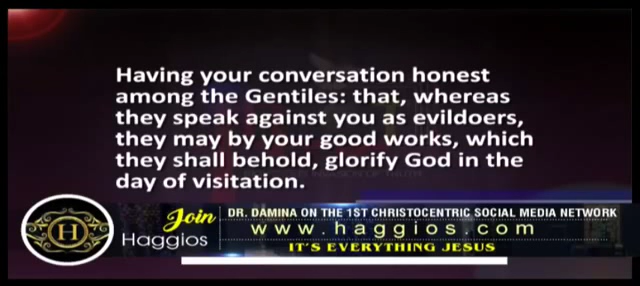 Having your conversation honest
among the Gentiles: that, whereas
they speak against you as evildoers,
they may by your good works, which
they shall behold, glorify God in the
day of visitation.
H
Join
Haggios
DR. DAMINA ON THE 1ST CHRISTOCENTRIC SOCIAL MEDIA NETWORK
www.haggios.com
IT'S EVERYTHING JESUS